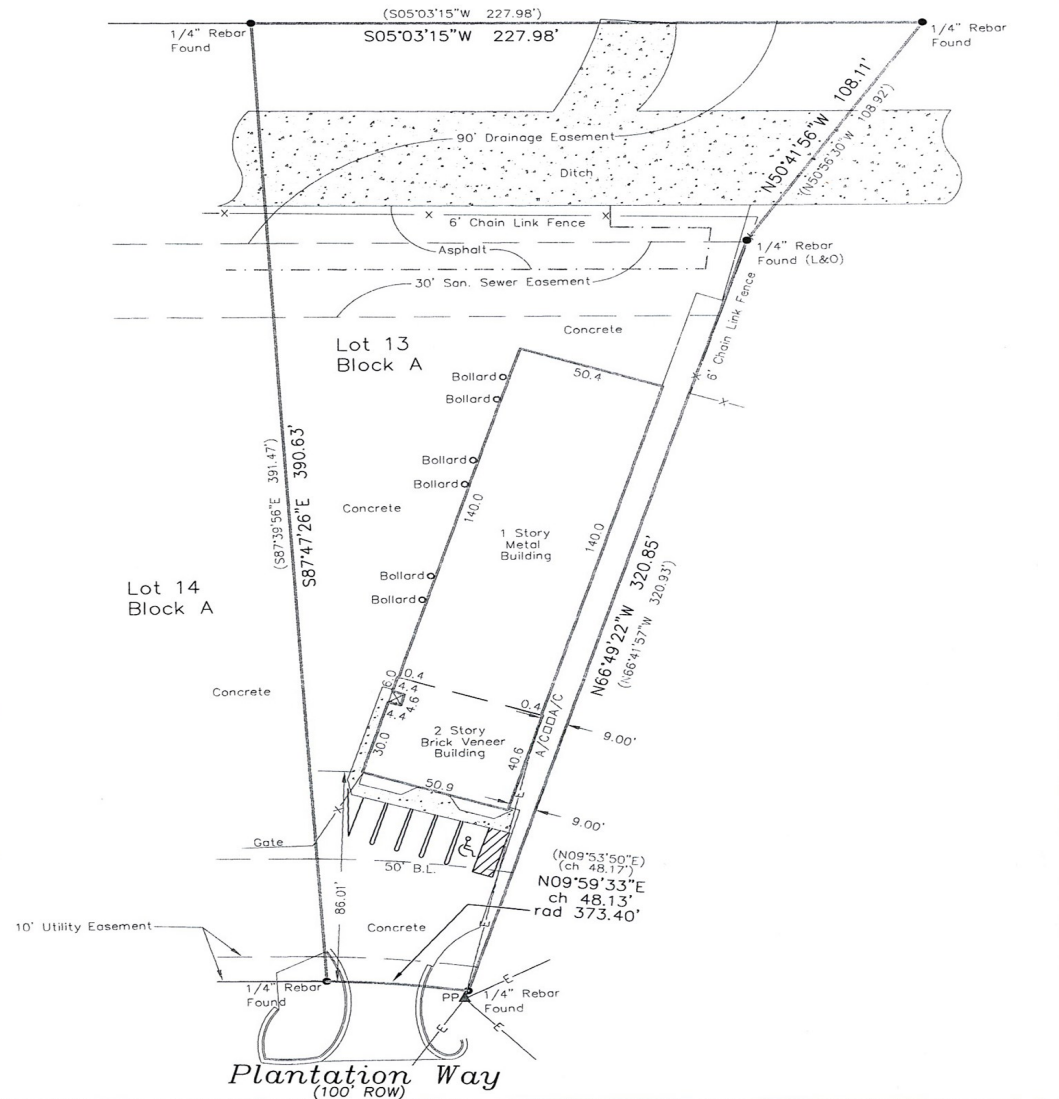 (S05°03'15"W 227.98')
S05°03'15"W 227.98'
1/4" Rebar
Found
1/4" Rebar
Found
N50°41'56"W 108.11'
(N50°56'30"W 108.92')
90' Drainage Easement
Ditch
X X X
6' Chain Link Fence
Asphalt
1/4" Rebar
Found (L&O)
30' San. Sewer Easement
6' Chain Link Fence
Concrete
Lot 13
Block A
50.4
X
X
Bollard
Bollard
Bollard
Bollard
140.0
Concrete
(S87°39'56"E 391.47')
S87°47'26"E 390.63'
1 Story
Metal
Building
140.0
N66°49'22"W 320.85'
(N66°41'57"W 320.93')
Bollard
Bollard
Lot 14
Block A
Concrete
6.0
0.4
4.4
4.6
4.4
0.4
A/C A/C
2 Story
Brick Veneer
Building
30.0
40.6
9.00'
50.9
E
X
9.00'
Gate
50' B.L.
(N09°53'50"E)
(ch 48.17')
N09°59'33"E
ch 48.13'
rad 373.40'
86.01'
10' Utility Easement
Concrete
E
1/4" Rebar
Found
PP
1/4" Rebar
Found
E
E
E
Plantation Way
(100' ROW)